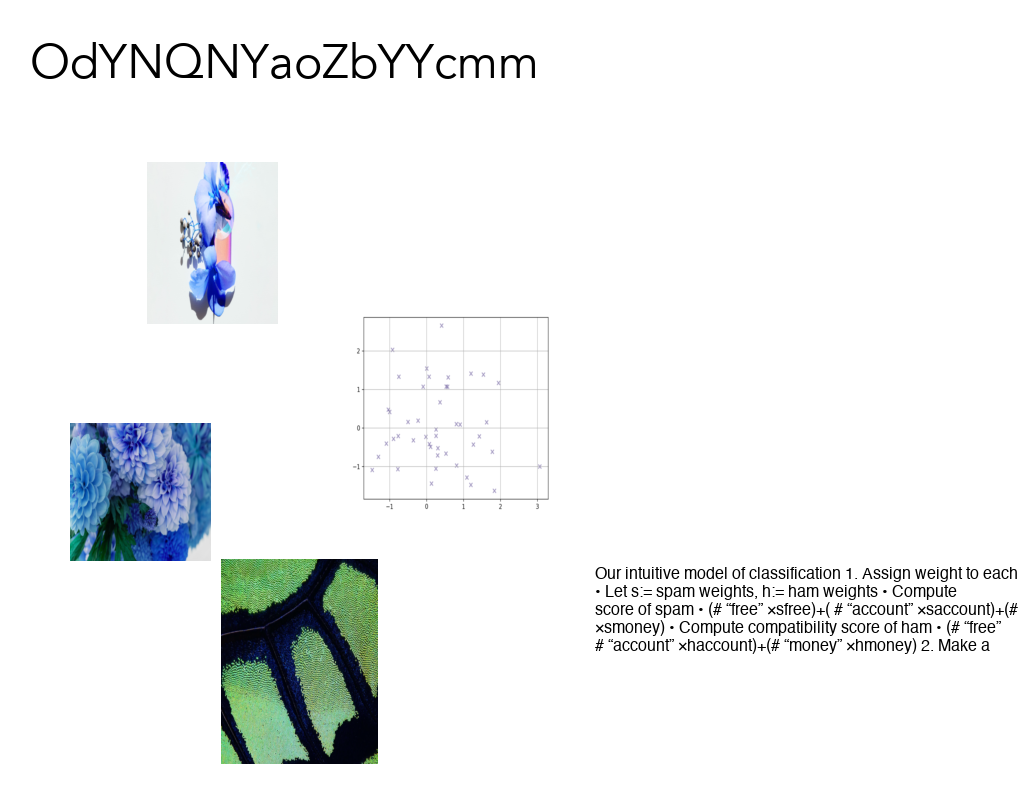 OdYNQNYaoZbYYcmm
2
1
0
−1
−1 0 1 2 3
Our intuitive model of classification 1. Assign weight to each
• Let s:= spam weights, h:= ham weights • Compute
score of spam • (# “free” ×sfree)+( # “account” ×saccount)+(#
×smoney) • Compute compatibility score of ham • (# “free”
# “account” ×haccount)+(# “money” ×hmoney) 2. Make a